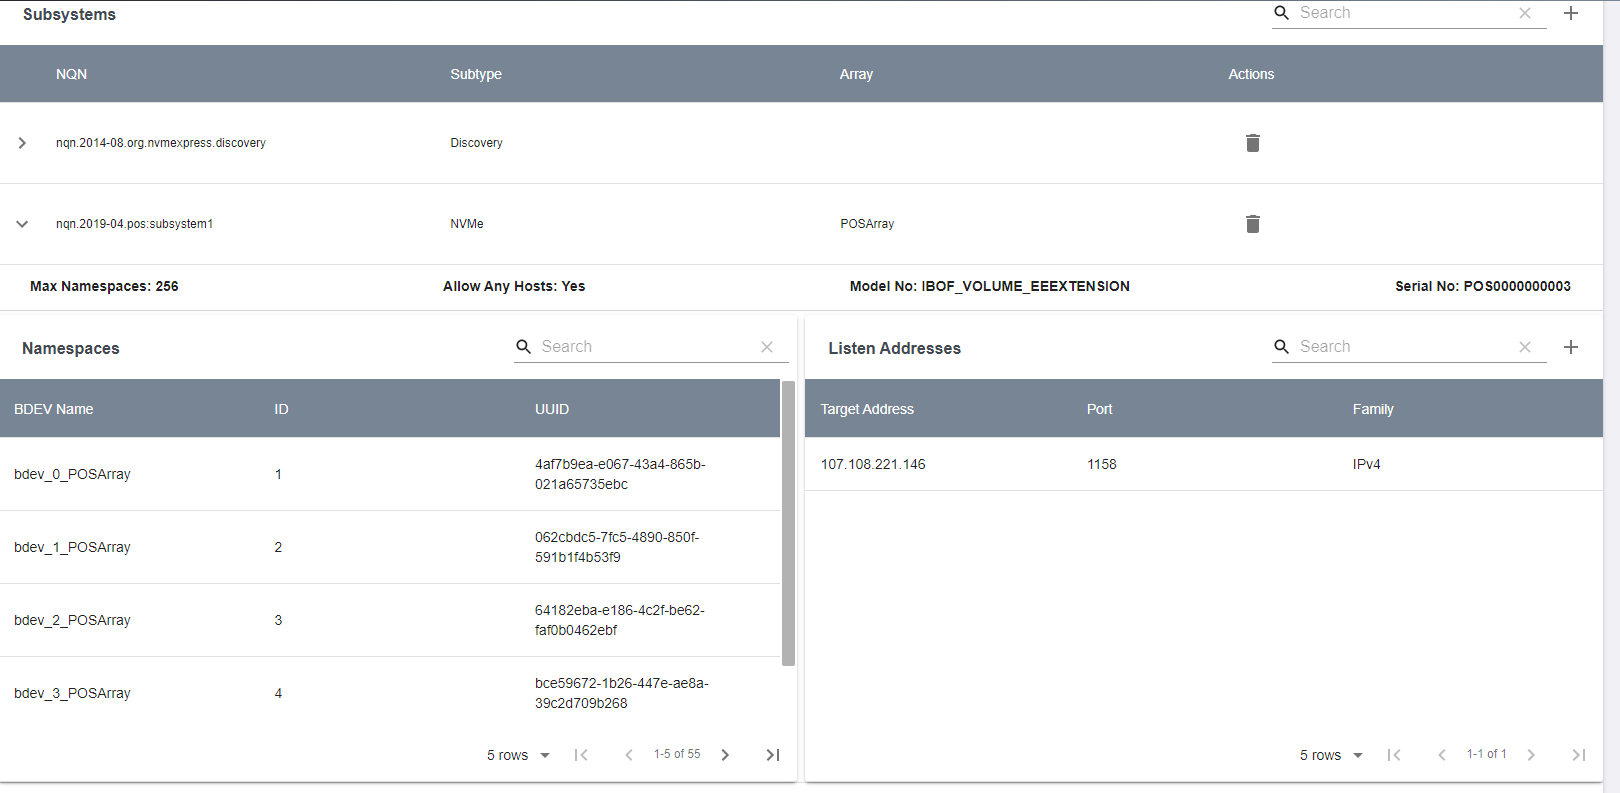 Subsystems
Search
NQN Subtype Array Actions
nqn.2014-08.org.nvmexpress.discovery Discovery
nqn.2019-04.pos:subsystem1 NVMe POSArray
Max Namespaces: 256 Allow Any Hosts: Yes Model No: IBOF_VOLUME_EEEXTENSION Serial No: POS0000000003
Namespaces
Search
BDEV Name ID UUID
bdev_0_POSArray 1 4af7b9ea-e067-43a4-865b-
021a65735ebc
bdev_1_POSArray 2 062cbdc5-7fc5-4890-850f-
591b1f4b53f9
bdev_2_POSArray 3 64182eba-e186-4c2f-be62-
faf0b0462ebf
bdev_3_POSArray 4 bce59672-1b26-447e-ae8a-
39c2d709b268
5 rows 1-5 of 55
Listen Addresses
Search
Target Address Port Family
107.108.221.146 1158 IPv4
5 rows 1-1 of 1